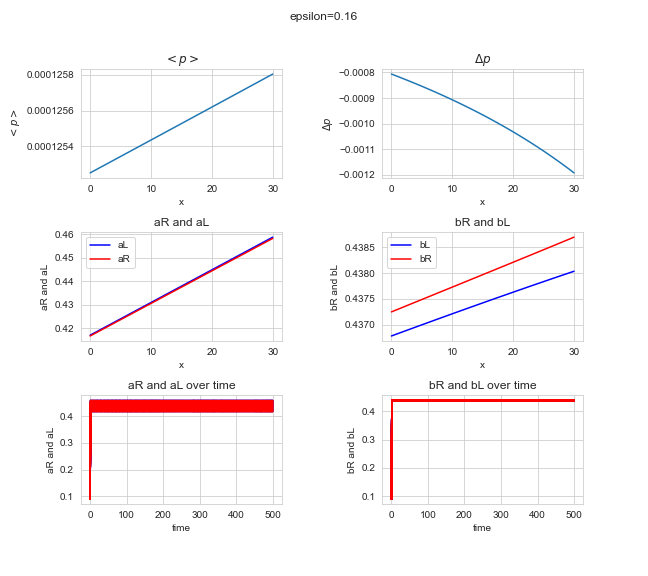 epsilon=0.16
< p >
Δp
0.0001258
0.0001256
0.0001254
< p >
0 10 20 30
x
−0.0008
−0.0009
−0.0010
−0.0011
−0.0012
Δp
0 10 20 30
x
aR and aL
bR and bL
0.46
0.45
0.44
0.43
0.42
aR and aL
aL
aR
0 10 20 30
x
0.4385
0.4380
0.4375
0.4370
bR and bL
bL
bR
0 10 20 30
x
aR and aL over time
bR and bL over time
0.4
0.3
0.2
0.1
aR and aL
0 100 200 300 400 500
time
0.4
0.3
0.2
0.1
bR and bL
0 100 200 300 400 500
time